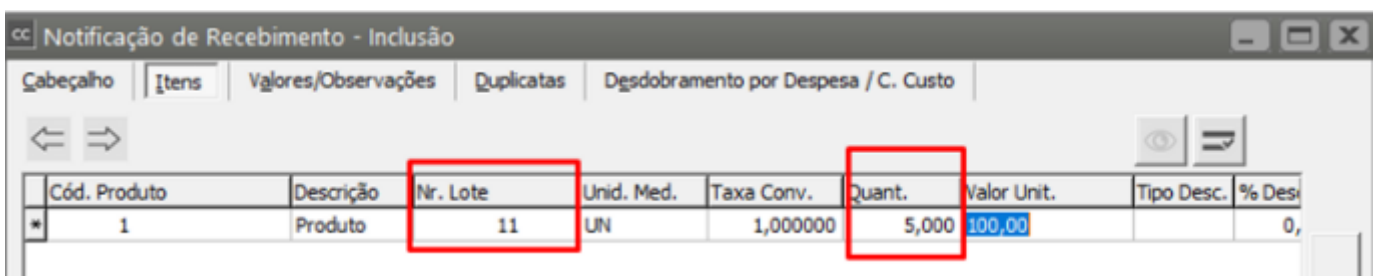 cc Notificação de Recebimento - Inclusão
Cabeçalho Itens Valores/Observações Duplicatas Desdobramento por Despesa / C. Custo
Cód. Produto Descrição Nr. Lote Unid. Med. Taxa Conv. Quant. Valor Unit. Tipo Desc. % Des
* 1 Produto 11 UN 1,000000 5,000 100,00 0,